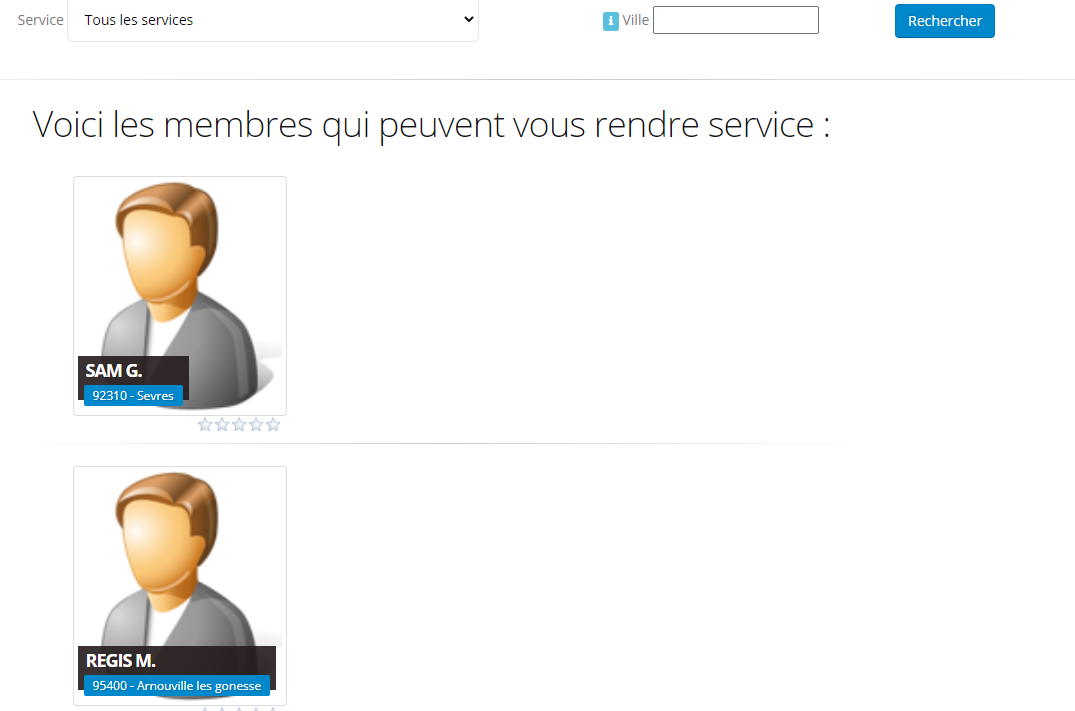 Service Tous les services
i Ville
Rechercher
Voici les membres qui peuvent vous rendre service :
SAM G.
92310 - Sevres
REGIS M.
95400 - Arnouville les gonesse